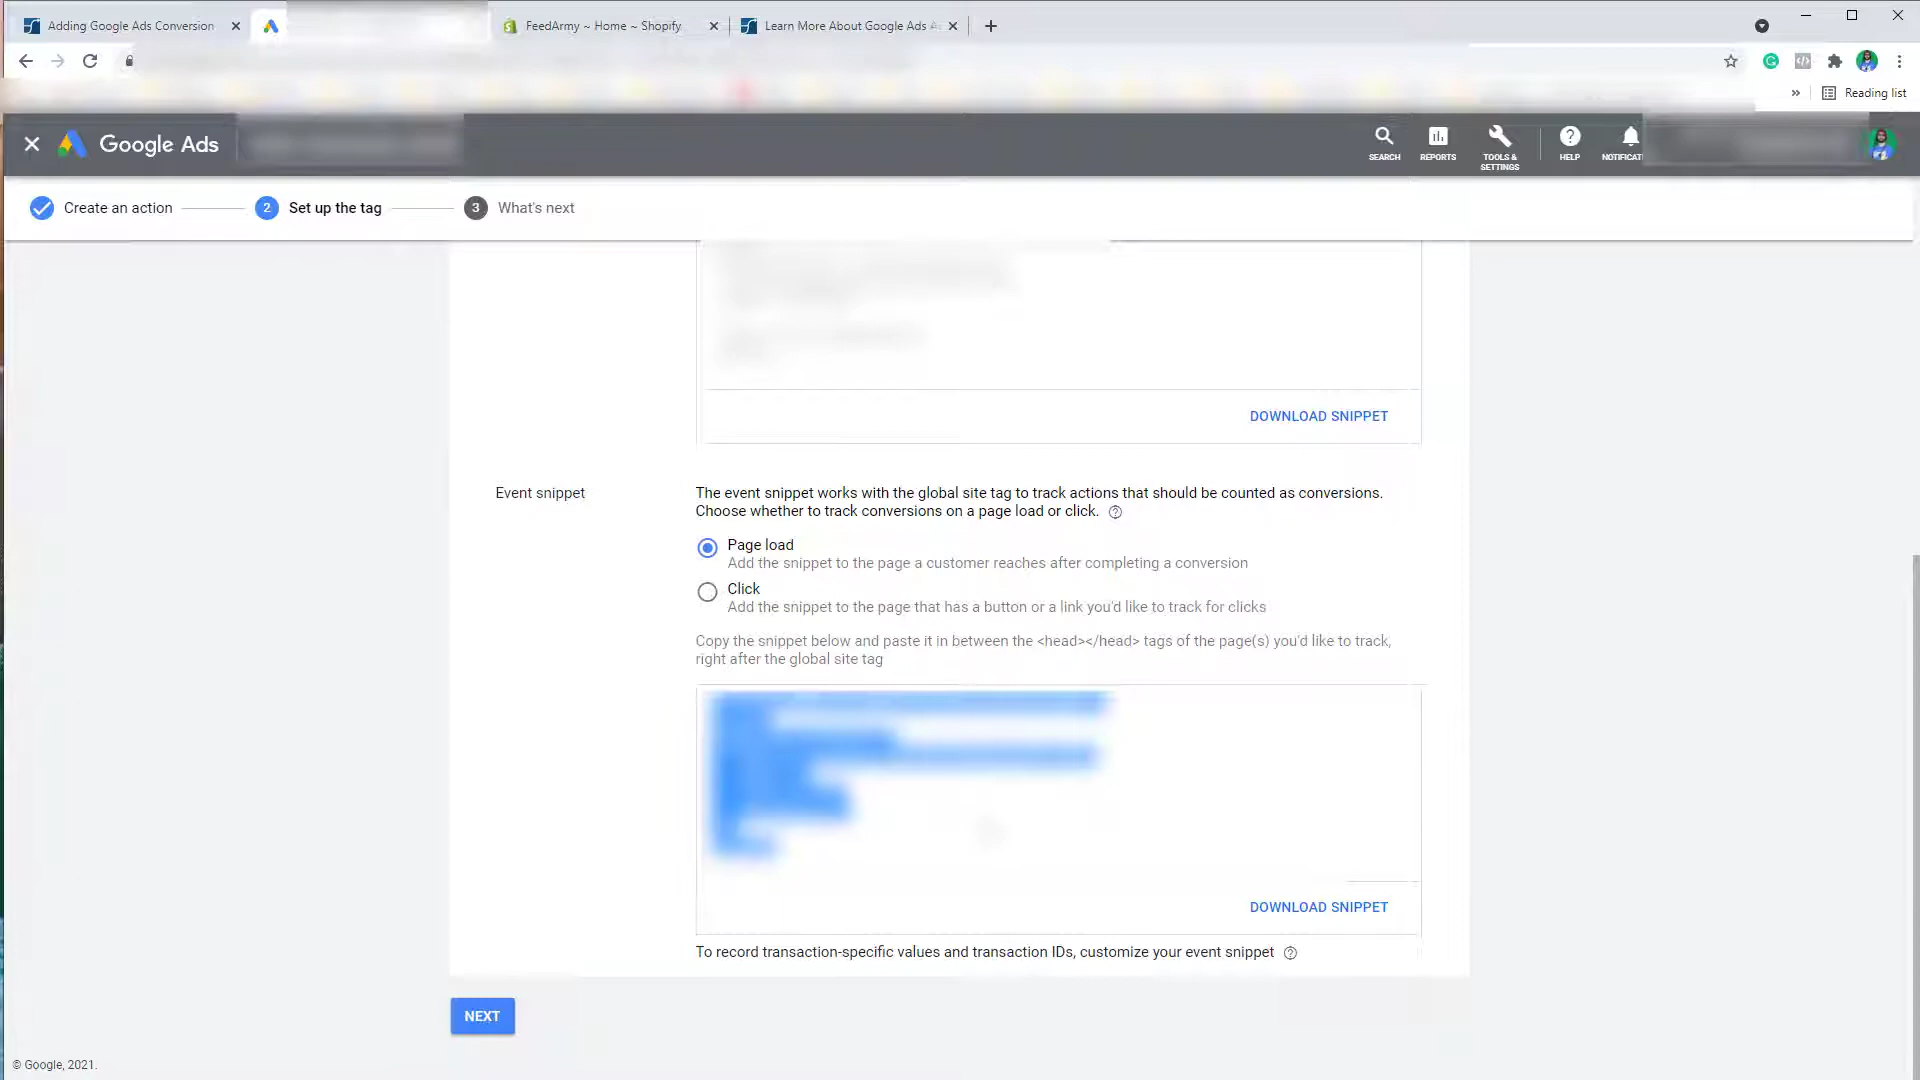 Adding Google Ads Conversion
FeedArmy ~ Home ~ Shopify
Learn More About Google Ads
Reading list
Google Ads
SEARCH
REPORTS
TOOLS &
SETTINGS
HELP
NOTIFICAT
Create an action
2
Set up the tag
3
What's next
DOWNLOAD SNIPPET
Event snippet
The event snippet works with the global site tag to track actions that should be counted as conversions.
Choose whether to track conversions on a page load or click.
Page load
Add the snippet to the page a customer reaches after completing a conversion
Click
Add the snippet to the page that has a button or a link you'd like to track for clicks
Copy the snippet below and paste it in between the <head></head> tags of the page(s) you'd like to track,
right after the global site tag
DOWNLOAD SNIPPET
To record transaction-specific values and transaction IDs, customize your event snippet
NEXT
© Google, 2021.